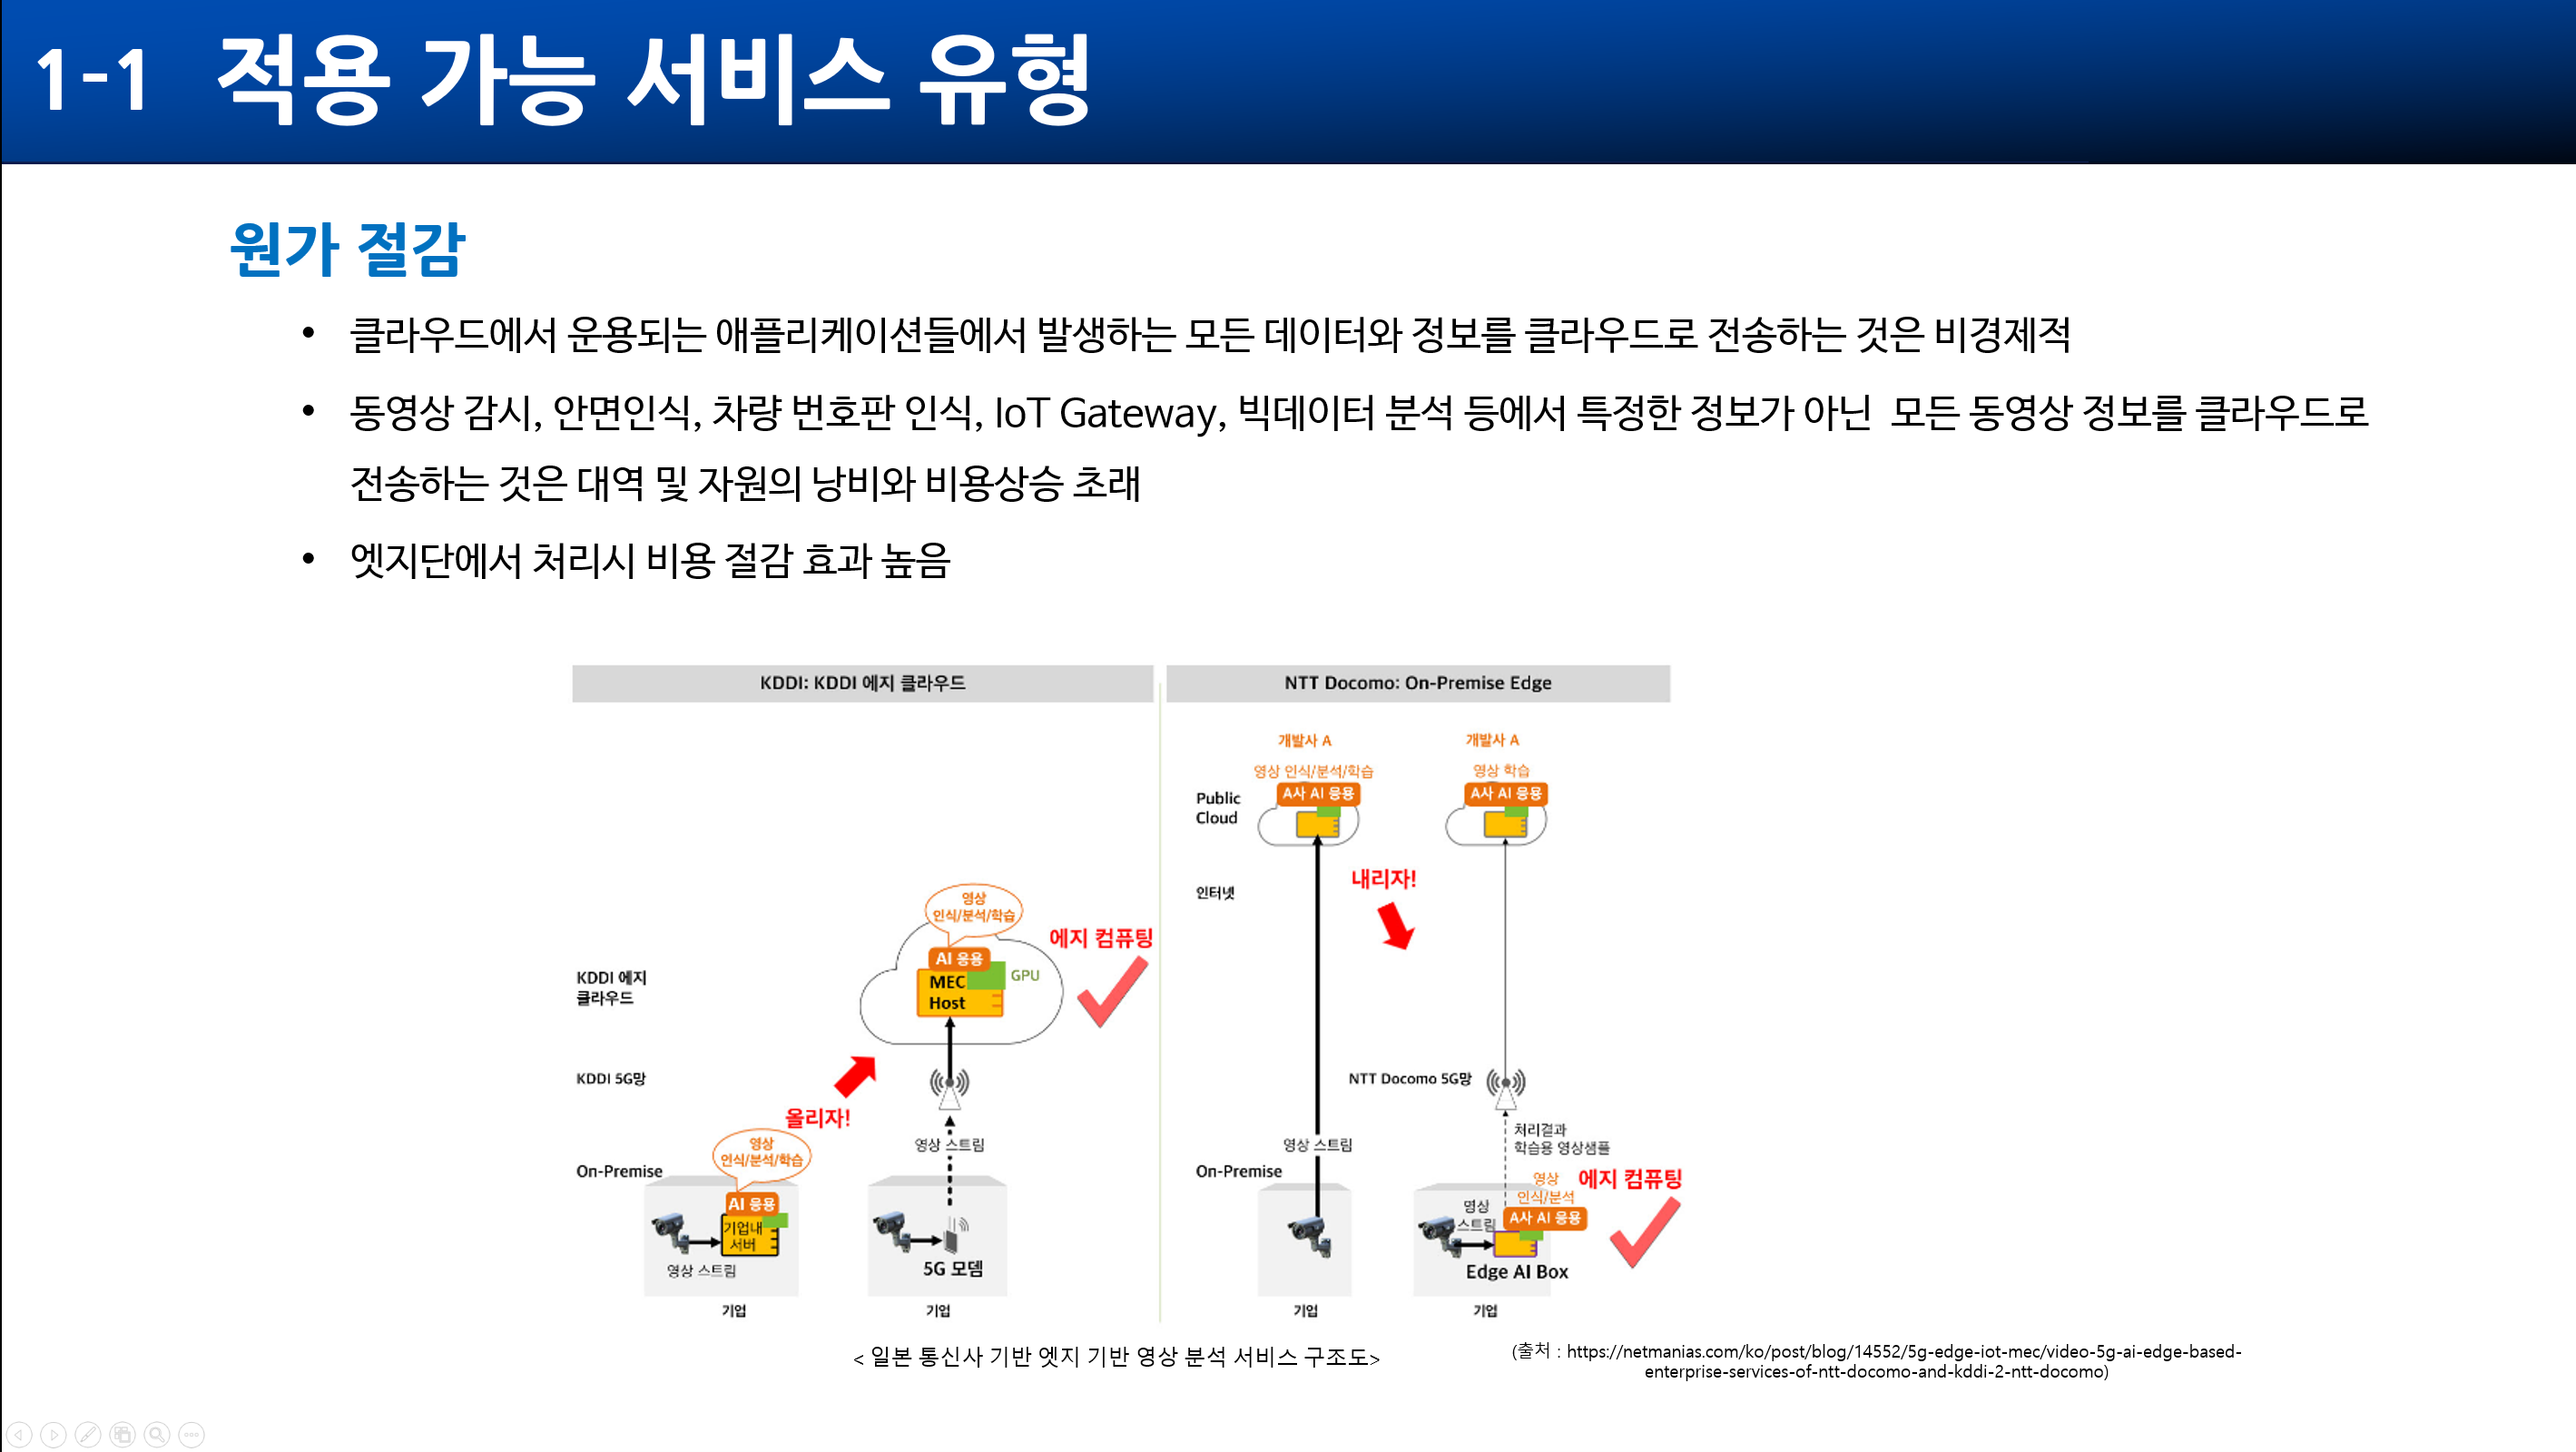 1-1 적용 가능 서비스 유형
원가 절감
• 클라우드에서 운용되는 애플리케이션들에서 발생하는 모든 데이터와 정보를 클라우드로 전송하는 것은 비경제적
• 동영상 감시, 안면인식, 차량 번호판 인식, IoT Gateway, 빅데이터 분석 등에서 특정한 정보가 아닌 모든 동영상 정보를 클라우드로
전송하는 것은 대역 및 자원의 낭비와 비용상승 초래
• 엣지단에서 처리시 비용 절감 효과 높음
KDDI: KDDI 에지 클라우드
KDDI 에지
클라우드
KDDI 5G망
On-Premise
영상
인식/분석/학습
AI 응용
MEC
Host
GPU
에지 컴퓨팅
올리자!
영상
인식/분석/학습
AI 응용
기업내
서버
영상 스트림
기업
영상 스트림
5G 모뎀
기업
NTT Docomo: On-Premise Edge
개발사 A
영상 인식/분석/학습
A사 AI 응용
개발사 A
영상 학습
A사 AI 응용
Public
Cloud
인터넷
내리자!
NTT Docomo 5G망
영상 스트림
On-Premise
기업
처리결과
학습용 영상샘플
영상
인식/분석
에지 컴퓨팅
영상
스트림
A사 AI 응용
Edge AI Box
기업
< 일본 통신사 기반 엣지 기반 영상 분석 서비스 구조도>
(출처 : https://netmanias.com/ko/post/blog/14552/5g-edge-iot-mec/video-5g-ai-edge-based-
enterprise-services-of-ntt-docomo-and-kddi-2-ntt-docomo)